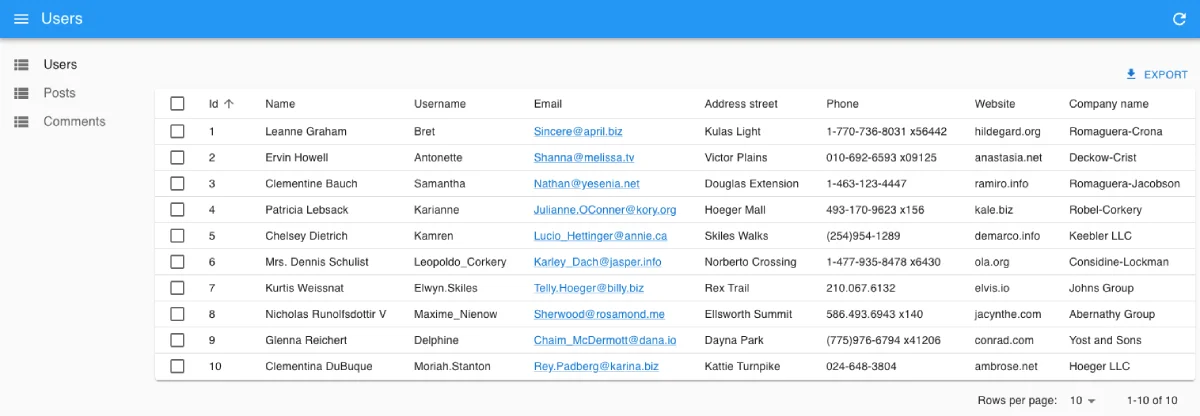 Users
EXPORT
Users
Posts
Comments
Id Name Username Email Address street Phone Website Company name
1 Leanne Graham Bret Sincere@april.biz Kulas Light 1-770-736-8031 x56442 hildegard.org Romaguera-Crona
2 Ervin Howell Antonette Shanna@melissa.tv Victor Plains 010-692-6593 x09125 anastasia.net Deckow-Crist
3 Clementine Bauch Samantha Nathan@yesenia.net Douglas Extension 1-463-123-4447 ramiro.info Romaguera-Jacobson
4 Patricia Lebsack Karianne Julianne.OConner@kory.org Hoeger Mall 493-170-9623 x156 kale.biz Robel-Corkery
5 Chelsey Dietrich Kamren Lucio_Hettinger@annie.ca Skiles Walks (254)954-1289 demarco.info Keebler LLC
6 Mrs. Dennis Schulist Leopoldo_Corkery Karley_Dach@jasper.info Norberto Crossing 1-477-935-8478 x6430 ola.org Considine-Lockman
7 Kurtis Weissnat Elwyn.Skiles Telly.Hoeger@billy.biz Rex Trail 210.067.6132 elvis.io Johns Group
8 Nicholas Runolfsdottir V Maxime_Nienow Sherwood@rosamond.me Ellsworth Summit 586.493.6943 x140 jacynthe.com Abernathy Group
9 Glenna Reichert Delphine Chaim_McDermott@dana.io Dayna Park (775)976-6794 x41206 conrad.com Yost and Sons
10 Clementina DuBuque Moriah.Stanton Rey.Padberg@karina.biz Kattie Turnpike 024-648-3804 ambrose.net Hoeger LLC
Rows per page: 10 1-10 of 10